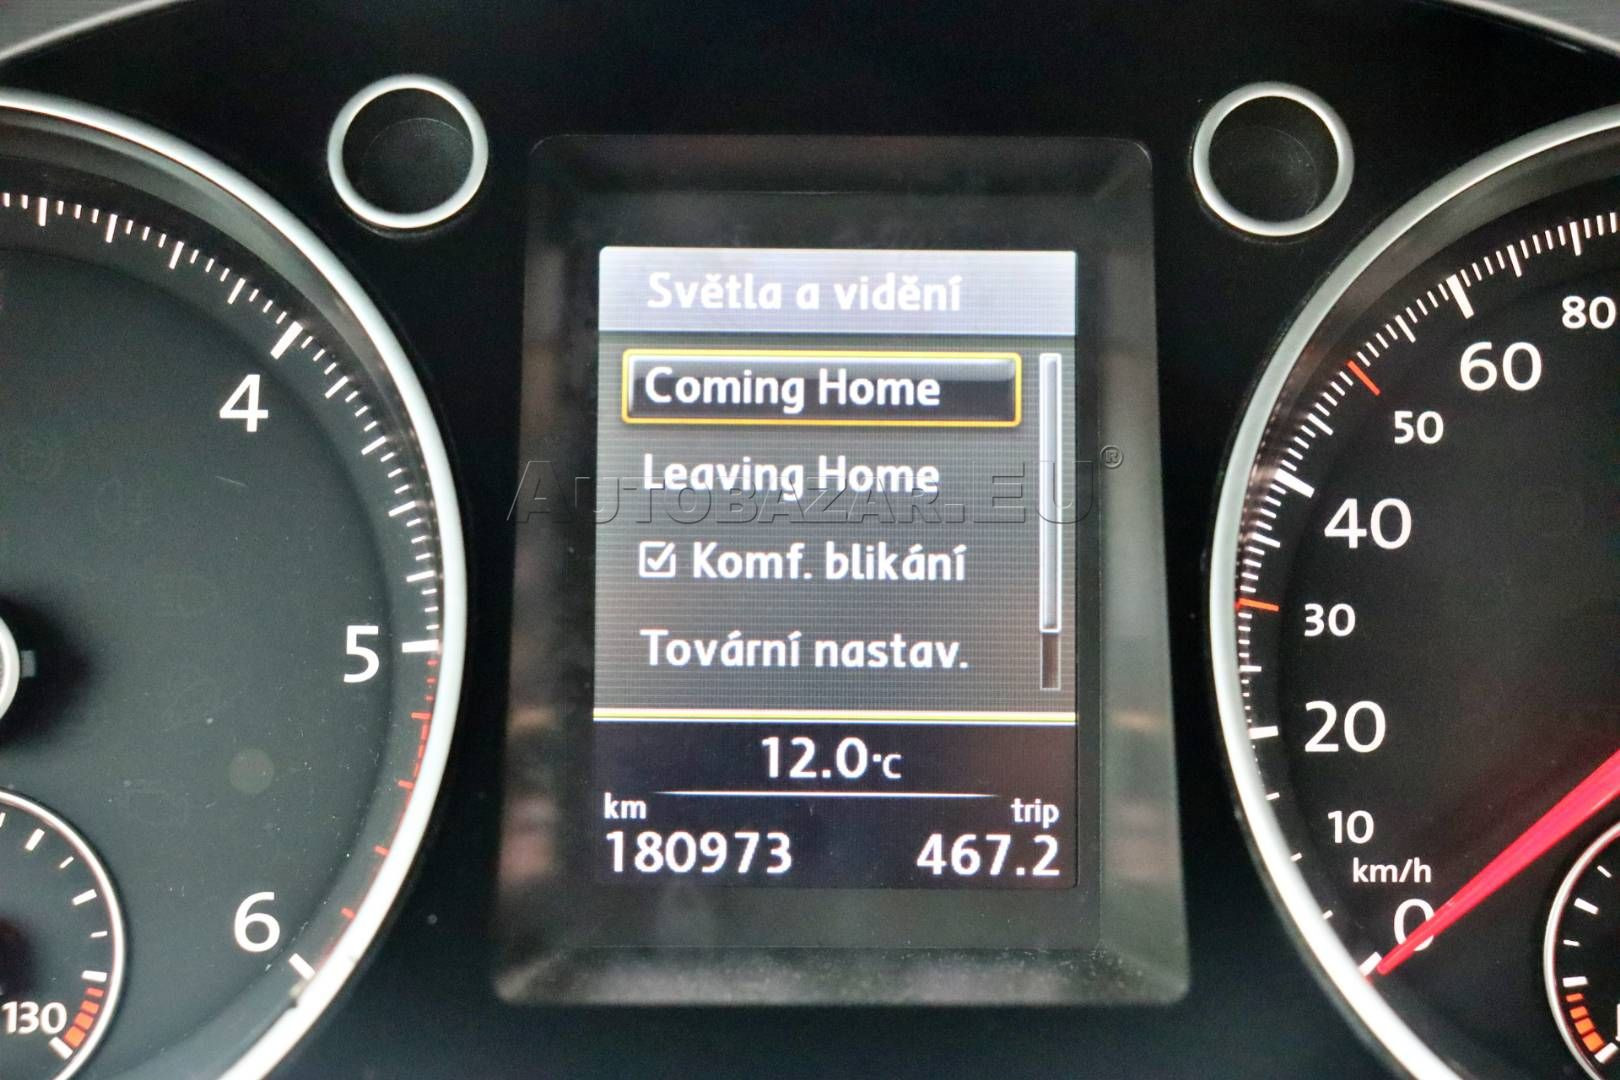 Světla a vidění
Coming Home
Leaving Home
AUTOBAZAR.EU®
Komf. blikání
Tovární nastav.
12.0°C
km trip
180973 467.2
4
5
6
130
80
60
50
40
30
20
10
km/h
0